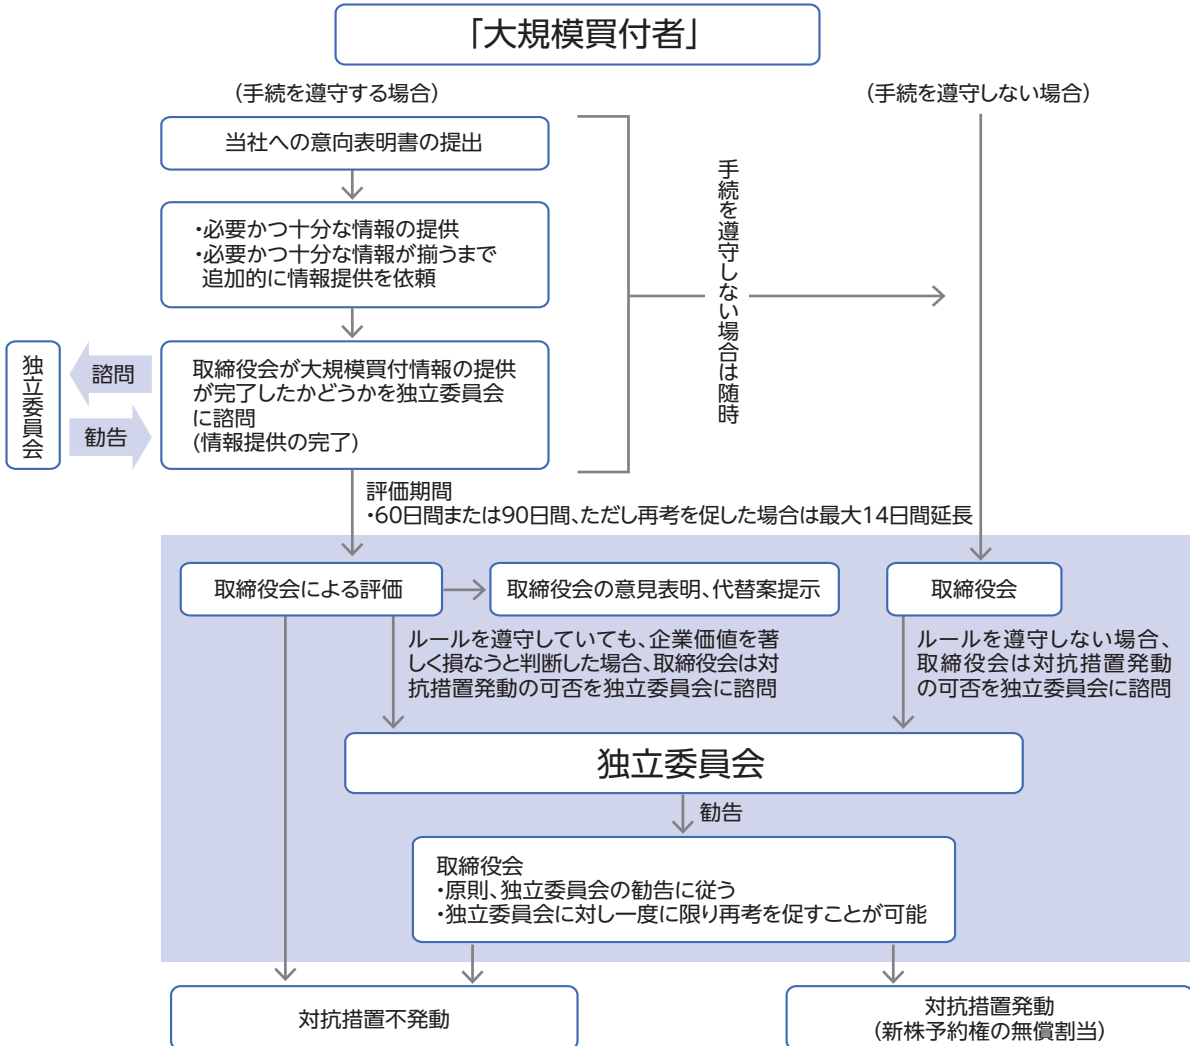 「大規模買付者」
（手続を遵守する場合）
（手続を遵守しない場合）
当社への意向表明書の提出
・必要かつ十分な情報の提供
・必要かつ十分な情報が揃うまで
追加的に情報提供を依頼
手続を遵守しない場合は随時
独立委員会
諮問
勧告
取締役会が大規模買付情報の提供
が完了したかどうかを独立委員会
に諮問
(情報提供の完了)
評価期間
・60日間または90日間、ただし再考を促した場合は最大14日間延長
取締役会による評価
取締役会の意見表明、代替案提示
取締役会
ルールを遵守していても、企業価値を著
しく損なうと判断した場合、取締役会は対
抗措置発動の可否を独立委員会に諮問
ルールを遵守しない場合、
取締役会は対抗措置発動
の可否を独立委員会に諮問
独立委員会
勧告
取締役会
・原則、独立委員会の勧告に従う
・独立委員会に対し一度に限り再考を促すことが可能
対抗措置不発動
対抗措置発動
（新株予約権の無償割当）